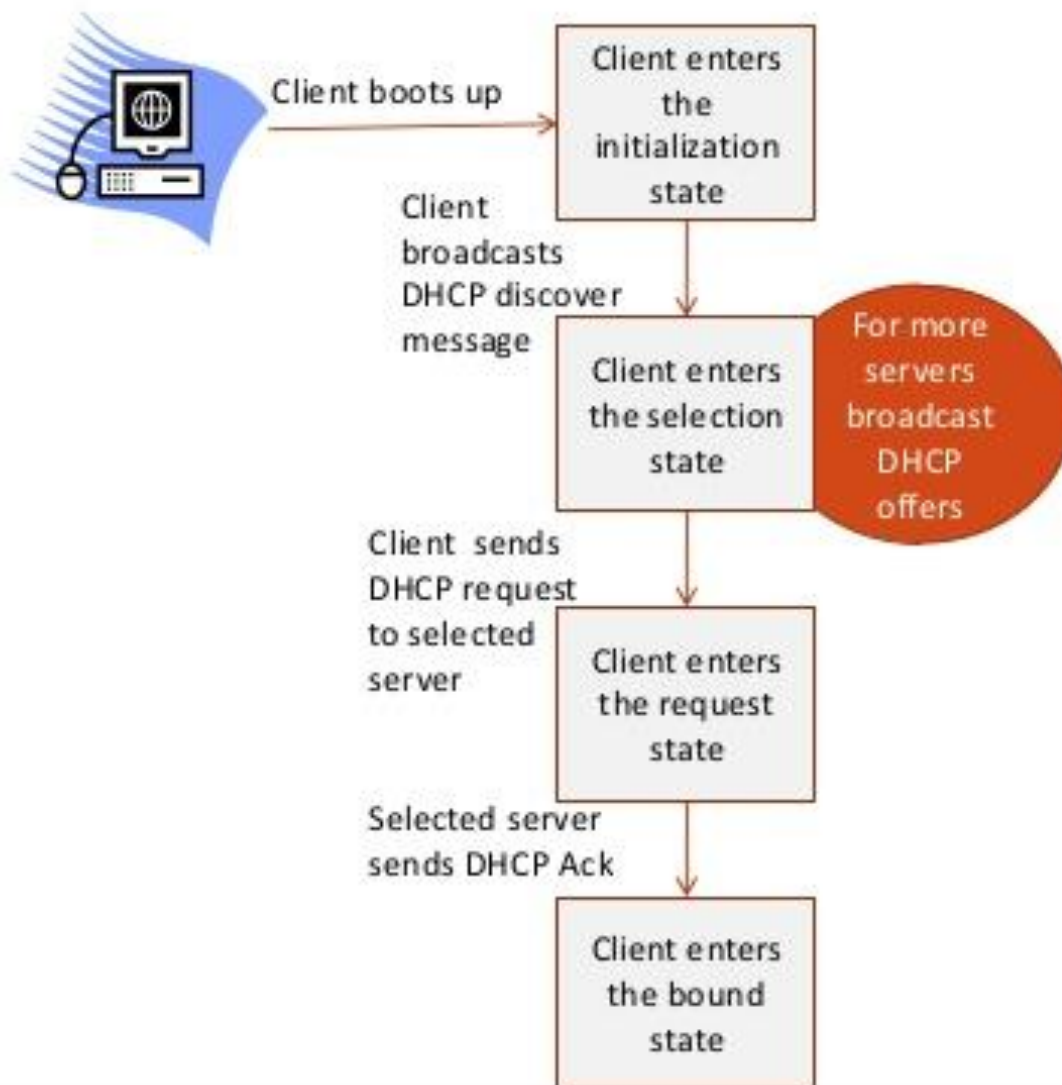 Client boots up
Client enters
the
initialization
state
Client
broadcasts
DHCP discover
message
Client enters
the selection
state
For more
servers
broadcast
DHCP
offers
Client sends
DHCP request
to selected
server
Client enters
the request
state
Selected server
sends DHCP Ack
Client enters
the bound
state